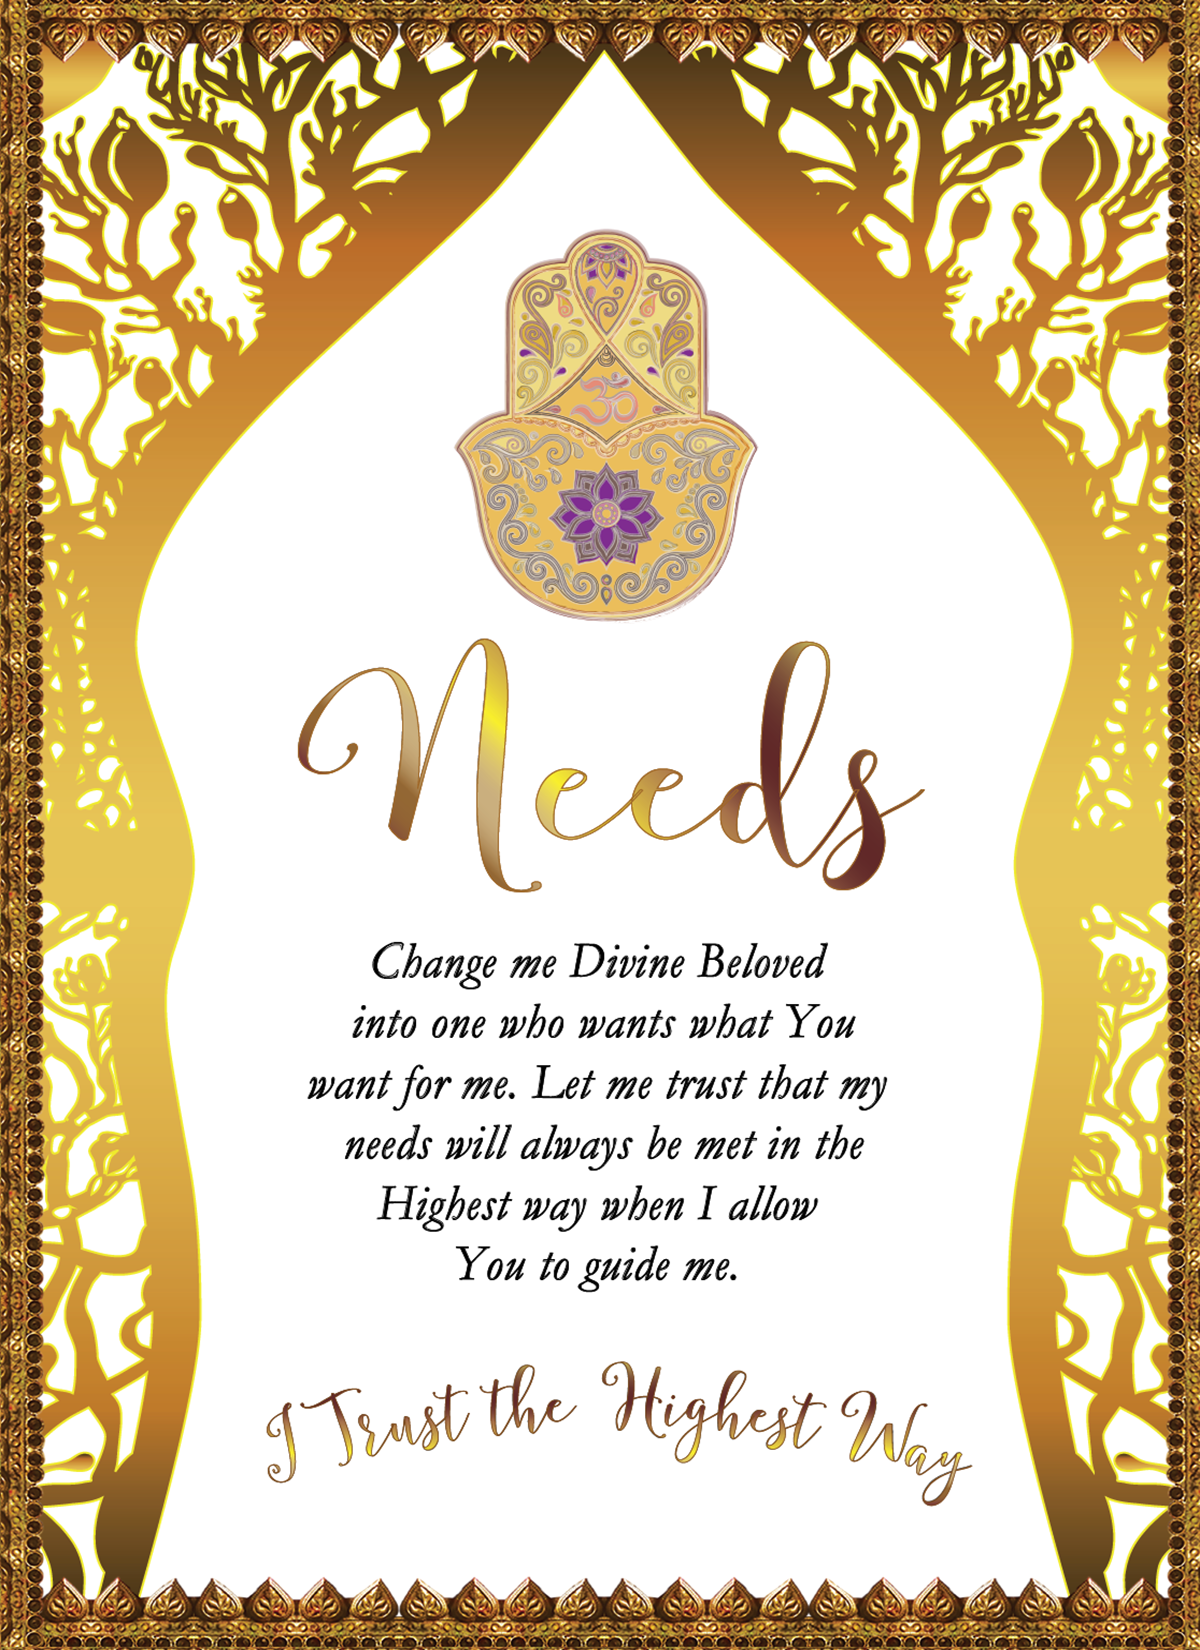 ॐ
Needs
Change me Divine Beloved
into one who wants what You
want for me. Let me trust that my
needs will always be met in the
Highest way when I allow
You to guide me.
I Trust the Highest Way